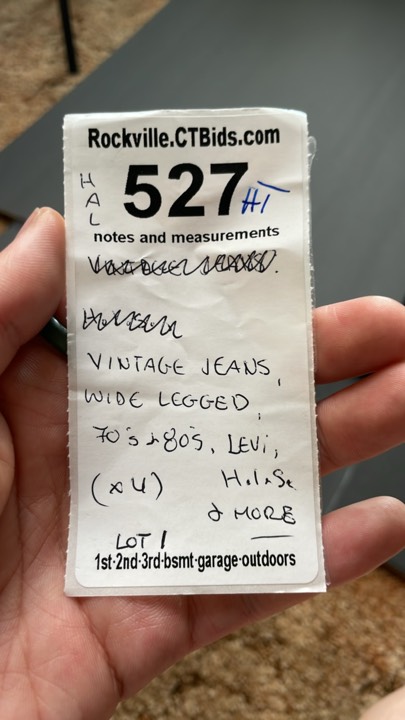 Rockville.CTBids.com
HAL
527 HT
notes and measurements
VINTAGE JEANS,
WIDE LEGGED,
70's & 80's, LEVI,
(x4) H.I.S.
& MORE
LOT 1
1st·2nd·3rd·bsmt·garage·outdoors